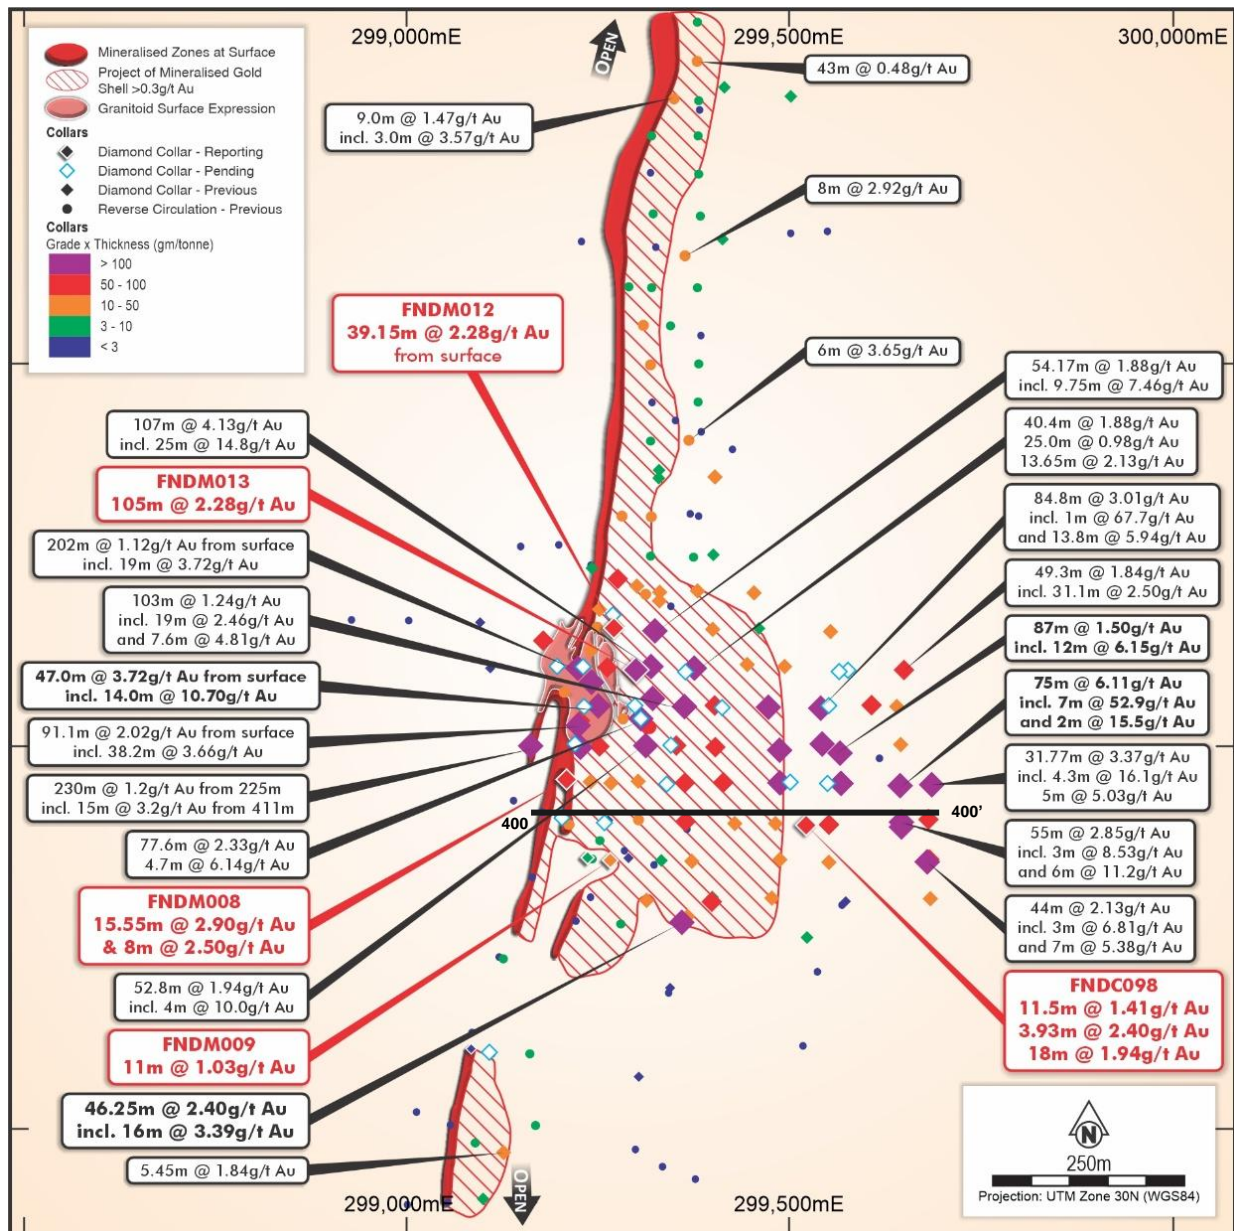 299,000mE
299,500mE
300,000mE
Mineralised Zones at Surface
Project of Mineralised Gold
Shell >0.3g/t Au
Granitoid Surface Expression
Collars
Diamond Collar - Reporting
Diamond Collar - Pending
Diamond Collar - Previous
Reverse Circulation - Previous
Collars
Grade x Thickness (gm/tonne)
> 100
50 - 100
10 - 50
3 - 10
< 3
OPEN
43m @ 0.48g/t Au
9.0m @ 1.47g/t Au
incl. 3.0m @ 3.57g/t Au
8m @ 2.92g/t Au
FNDM012
39.15m @ 2.28g/t Au
from surface
6m @ 3.65g/t Au
107m @ 4.13g/t Au
incl. 25m @ 14.8g/t Au
FNDM013
105m @ 2.28g/t Au
202m @ 1.12g/t Au from surface
incl. 19m @ 3.72g/t Au
103m @ 1.24g/t Au
incl. 19m @ 2.46g/t Au
and 7.6m @ 4.81g/t Au
47.0m @ 3.72g/t Au from surface
incl. 14.0m @ 10.70g/t Au
91.1m @ 2.02g/t Au from surface
incl. 38.2m @ 3.66g/t Au
230m @ 1.2g/t Au from 225m
incl. 15m @ 3.2g/t Au from 411m
77.6m @ 2.33g/t Au
4.7m @ 6.14g/t Au
FNDM008
15.55m @ 2.90g/t Au
& 8m @ 2.50g/t Au
52.8m @ 1.94g/t Au
incl. 4m @ 10.0g/t Au
FNDM009
11m @ 1.03g/t Au
46.25m @ 2.40g/t Au
incl. 16m @ 3.39g/t Au
5.45m @ 1.84g/t Au
54.17m @ 1.88g/t Au
incl. 9.75m @ 7.46g/t Au
40.4m @ 1.88g/t Au
25.0m @ 0.98g/t Au
13.65m @ 2.13g/t Au
84.8m @ 3.01g/t Au
incl. 1m @ 67.7g/t Au
and 13.8m @ 5.94g/t Au
49.3m @ 1.84g/t Au
incl. 31.1m @ 2.50g/t Au
87m @ 1.50g/t Au
incl. 12m @ 6.15g/t Au
75m @ 6.11g/t Au
incl. 7m @ 52.9g/t Au
and 2m @ 15.5g/t Au
31.77m @ 3.37g/t Au
incl. 4.3m @ 16.1g/t Au
5m @ 5.03g/t Au
400
400'
55m @ 2.85g/t Au
incl. 3m @ 8.53g/t Au
and 6m @ 11.2g/t Au
44m @ 2.13g/t Au
incl. 3m @ 6.81g/t Au
and 7m @ 5.38g/t Au
FNDC098
11.5m @ 1.41g/t Au
3.93m @ 2.40g/t Au
18m @ 1.94g/t Au
OPEN
N
250m
Projection: UTM Zone 30N (WGS84)
299,000mE
299,500mE